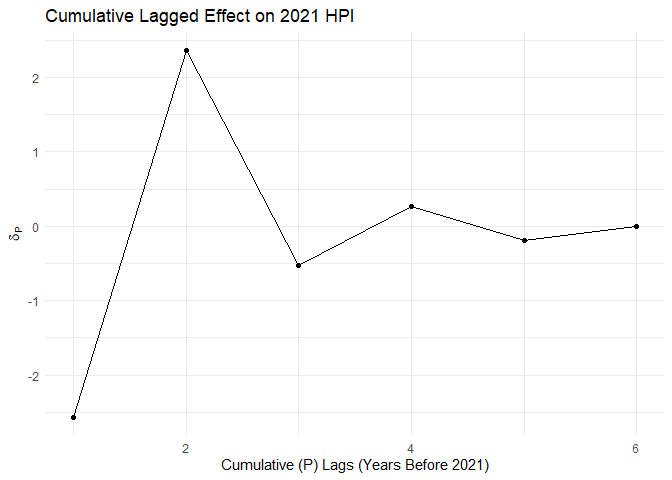 Cumulative Lagged Effect on 2021 HPI
2
1
0
-1
-2
δP
2 4 6
Cumulative (P) Lags (Years Before 2021)